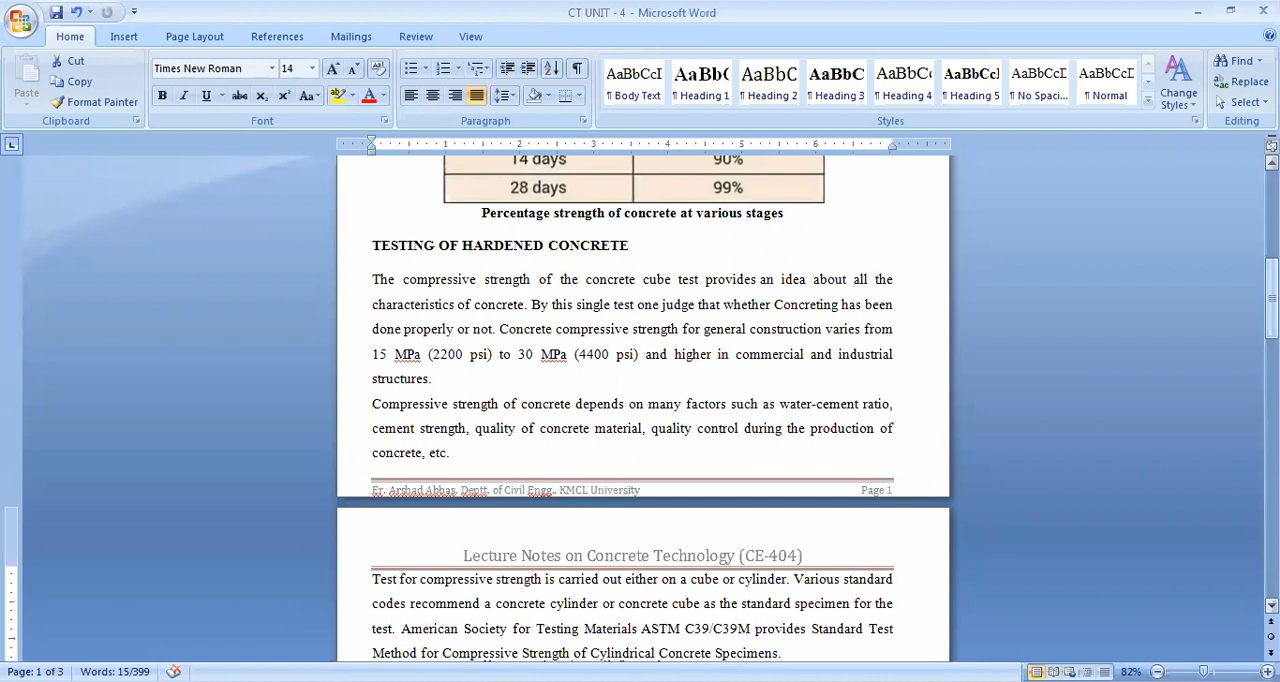 CT UNIT - 4 - Microsoft Word
Home Insert Page Layout References Mailings Review View
Paste Cut Copy Format Painter
Times New Roman 14
AaBbCcI AaBb( AaBbC AaBbC AaBbC AaBbCcl AaBbCcD AaBbCcD
¶ Body Text ¶ Heading 1 ¶ Heading 2 ¶ Heading 3 ¶ Heading 4 ¶ Heading 5 ¶ No Spaci... ¶ Normal
Change Styles
Find
Replace
Select
Clipboard Font Paragraph Styles Editing
1 2 3 4 5 6
14 days 90%
28 days 99%
Percentage strength of concrete at various stages
TESTING OF HARDENED CONCRETE
The compressive strength of the concrete cube test provides an idea about all the
characteristics of concrete. By this single test one judge that whether Concreting has been
done properly or not. Concrete compressive strength for general construction varies from
15 MPa (2200 psi) to 30 MPa (4400 psi) and higher in commercial and industrial
structures.
Compressive strength of concrete depends on many factors such as water-cement ratio,
cement strength, quality of concrete material, quality control during the production of
concrete, etc.
Er. Arshad Abbas, Deptt. of Civil Engg., KMCL University Page 1
Lecture Notes on Concrete Technology (CE-404)
Test for compressive strength is carried out either on a cube or cylinder. Various standard
codes recommend a concrete cylinder or concrete cube as the standard specimen for the
test. American Society for Testing Materials ASTM C39/C39M provides Standard Test
Method for Compressive Strength of Cylindrical Concrete Specimens.
Page: 1 of 3 Words: 15/399 82%